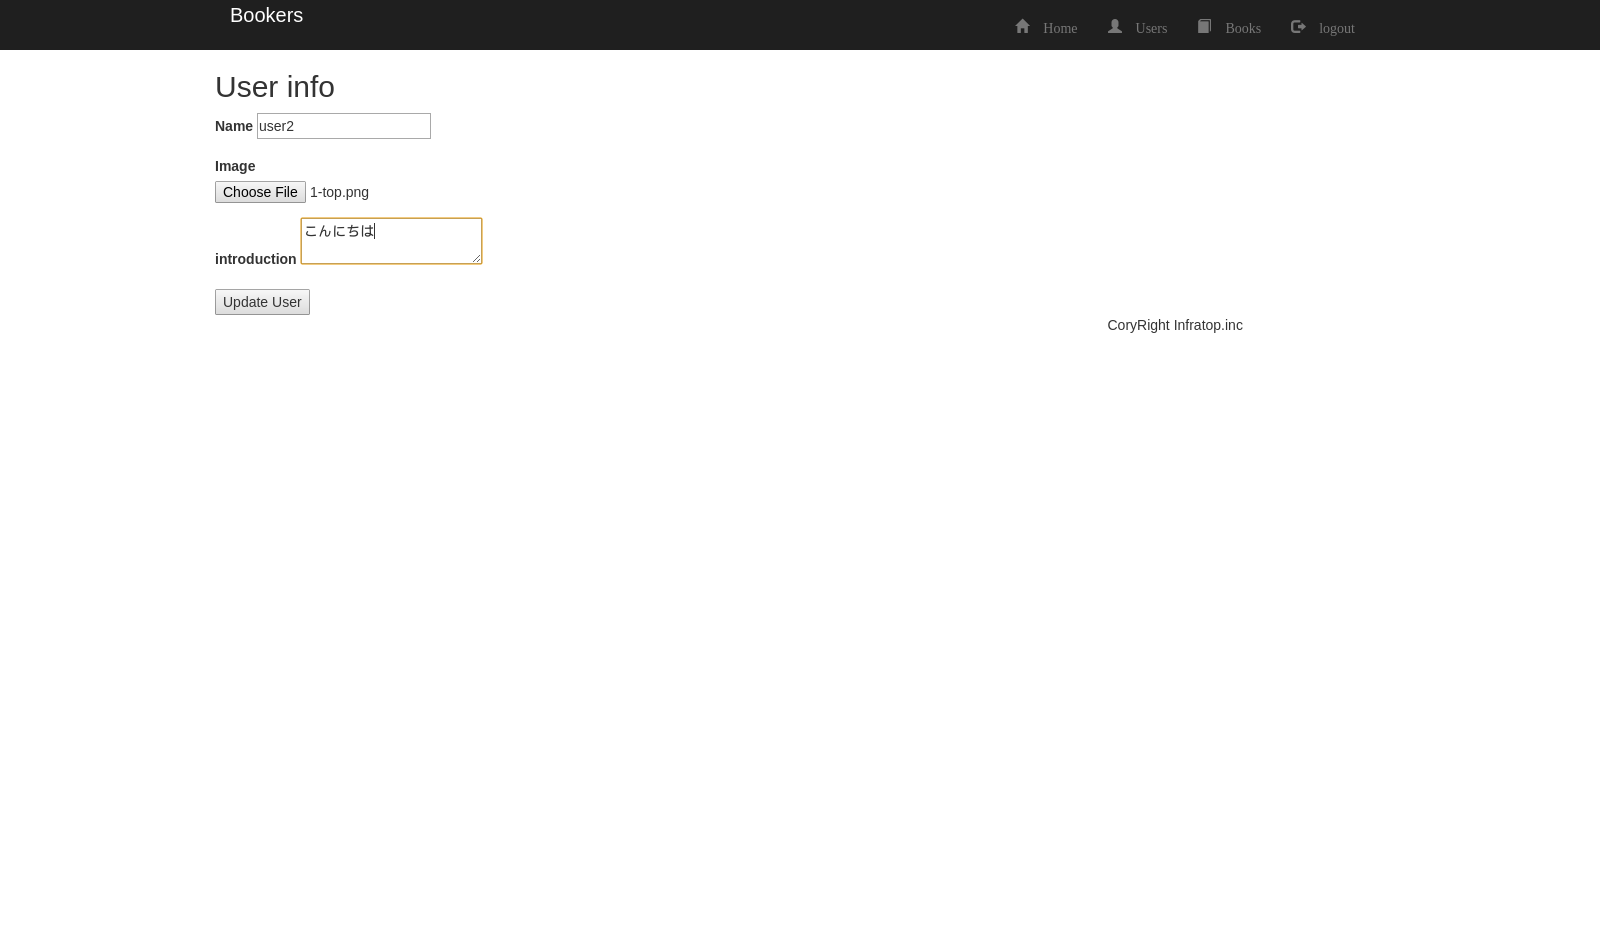 Bookers
Home Users Books logout
User info
Name user2
Image
Choose File 1-top.png
こんにちは
introduction
Update User
CoryRight Infratop.inc